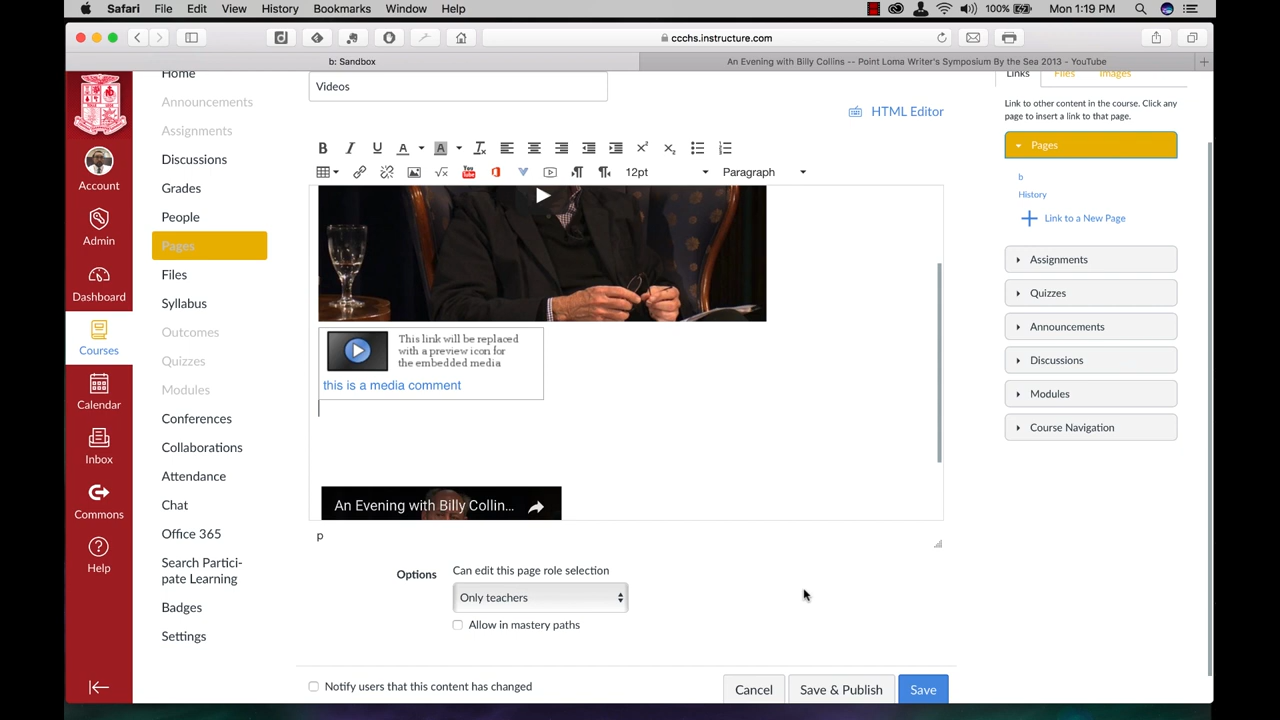 Safari File Edit View History Bookmarks Window Help 100% Mon 1:19 PM
ccchs.instructure.com
b: Sandbox
An Evening with Billy Collins -- Point Loma Writer's Symposium By the Sea 2013 - YouTube
Account
Admin
Dashboard
Courses
Calendar
Inbox
Commons
Help
Home
Announcements
Assignments
Discussions
Grades
People
Pages
Files
Syllabus
Outcomes
Quizzes
Modules
Conferences
Collaborations
Attendance
Chat
Office 365
Search Partici-
pate Learning
Badges
Settings
Videos
HTML Editor
B I U A A 12pt Paragraph
This link will be replaced
with a preview icon for
the embedded media
this is a media comment
An Evening with Billy Collin...
p
Options
Can edit this page role selection
Only teachers
Allow in mastery paths
Notify users that this content has changed
Cancel Save & Publish Save
Links Files Images
Link to other content in the course. Click any
page to insert a link to that page.
Pages
b
History
Link to a New Page
Assignments
Quizzes
Announcements
Discussions
Modules
Course Navigation